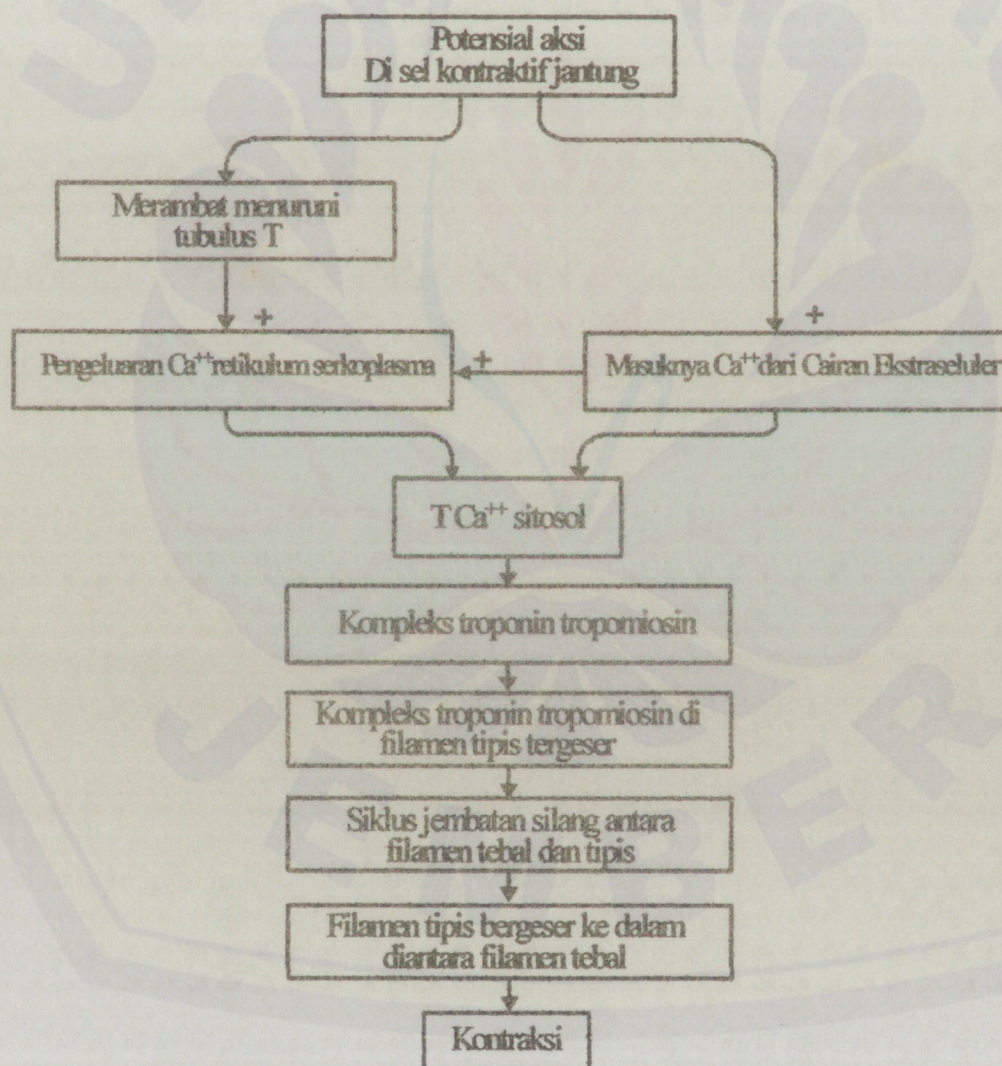 Potensial aksi
Di sel kontraktif jantung
Merambat menuruni
tubulus T
+
+
Pengeluaran Ca⁺⁺ retikulum serkoplasma
+
Masuknya Ca⁺⁺ dari Cairan Ekstraseluler
T Ca⁺⁺ sitosol
Kompleks troponin tropomiosin
Kompleks troponin tropomiosin di
filamen tipis tergeser
Siklus jembatan silang antara
filamen tebal dan tipis
Filamen tipis bergeser ke dalam
diantara filamen tebal
Kontraksi
JEMBER